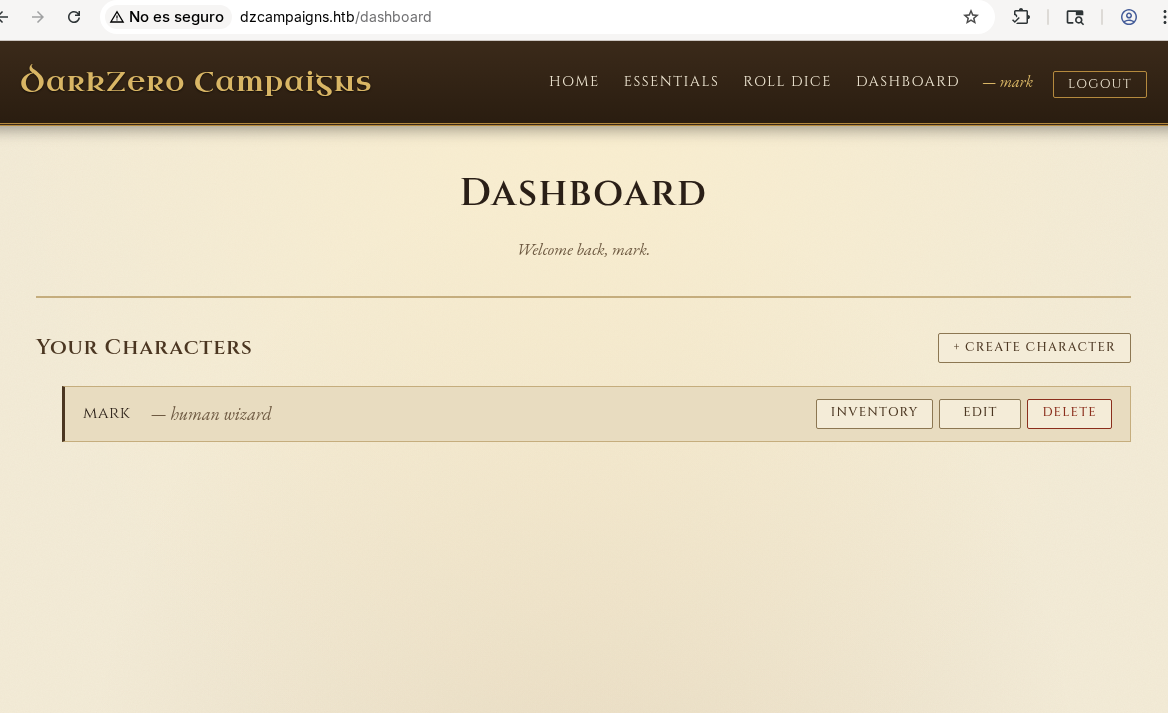 No es seguro dzcampaigns.htb/dashboard
DarkZero Campaigns HOME ESSENTIALS ROLL DICE DASHBOARD — mark LOGOUT
DASHBOARD
Welcome back, mark.
YOUR CHARACTERS + CREATE CHARACTER
MARK — human wizard INVENTORY EDIT DELETE